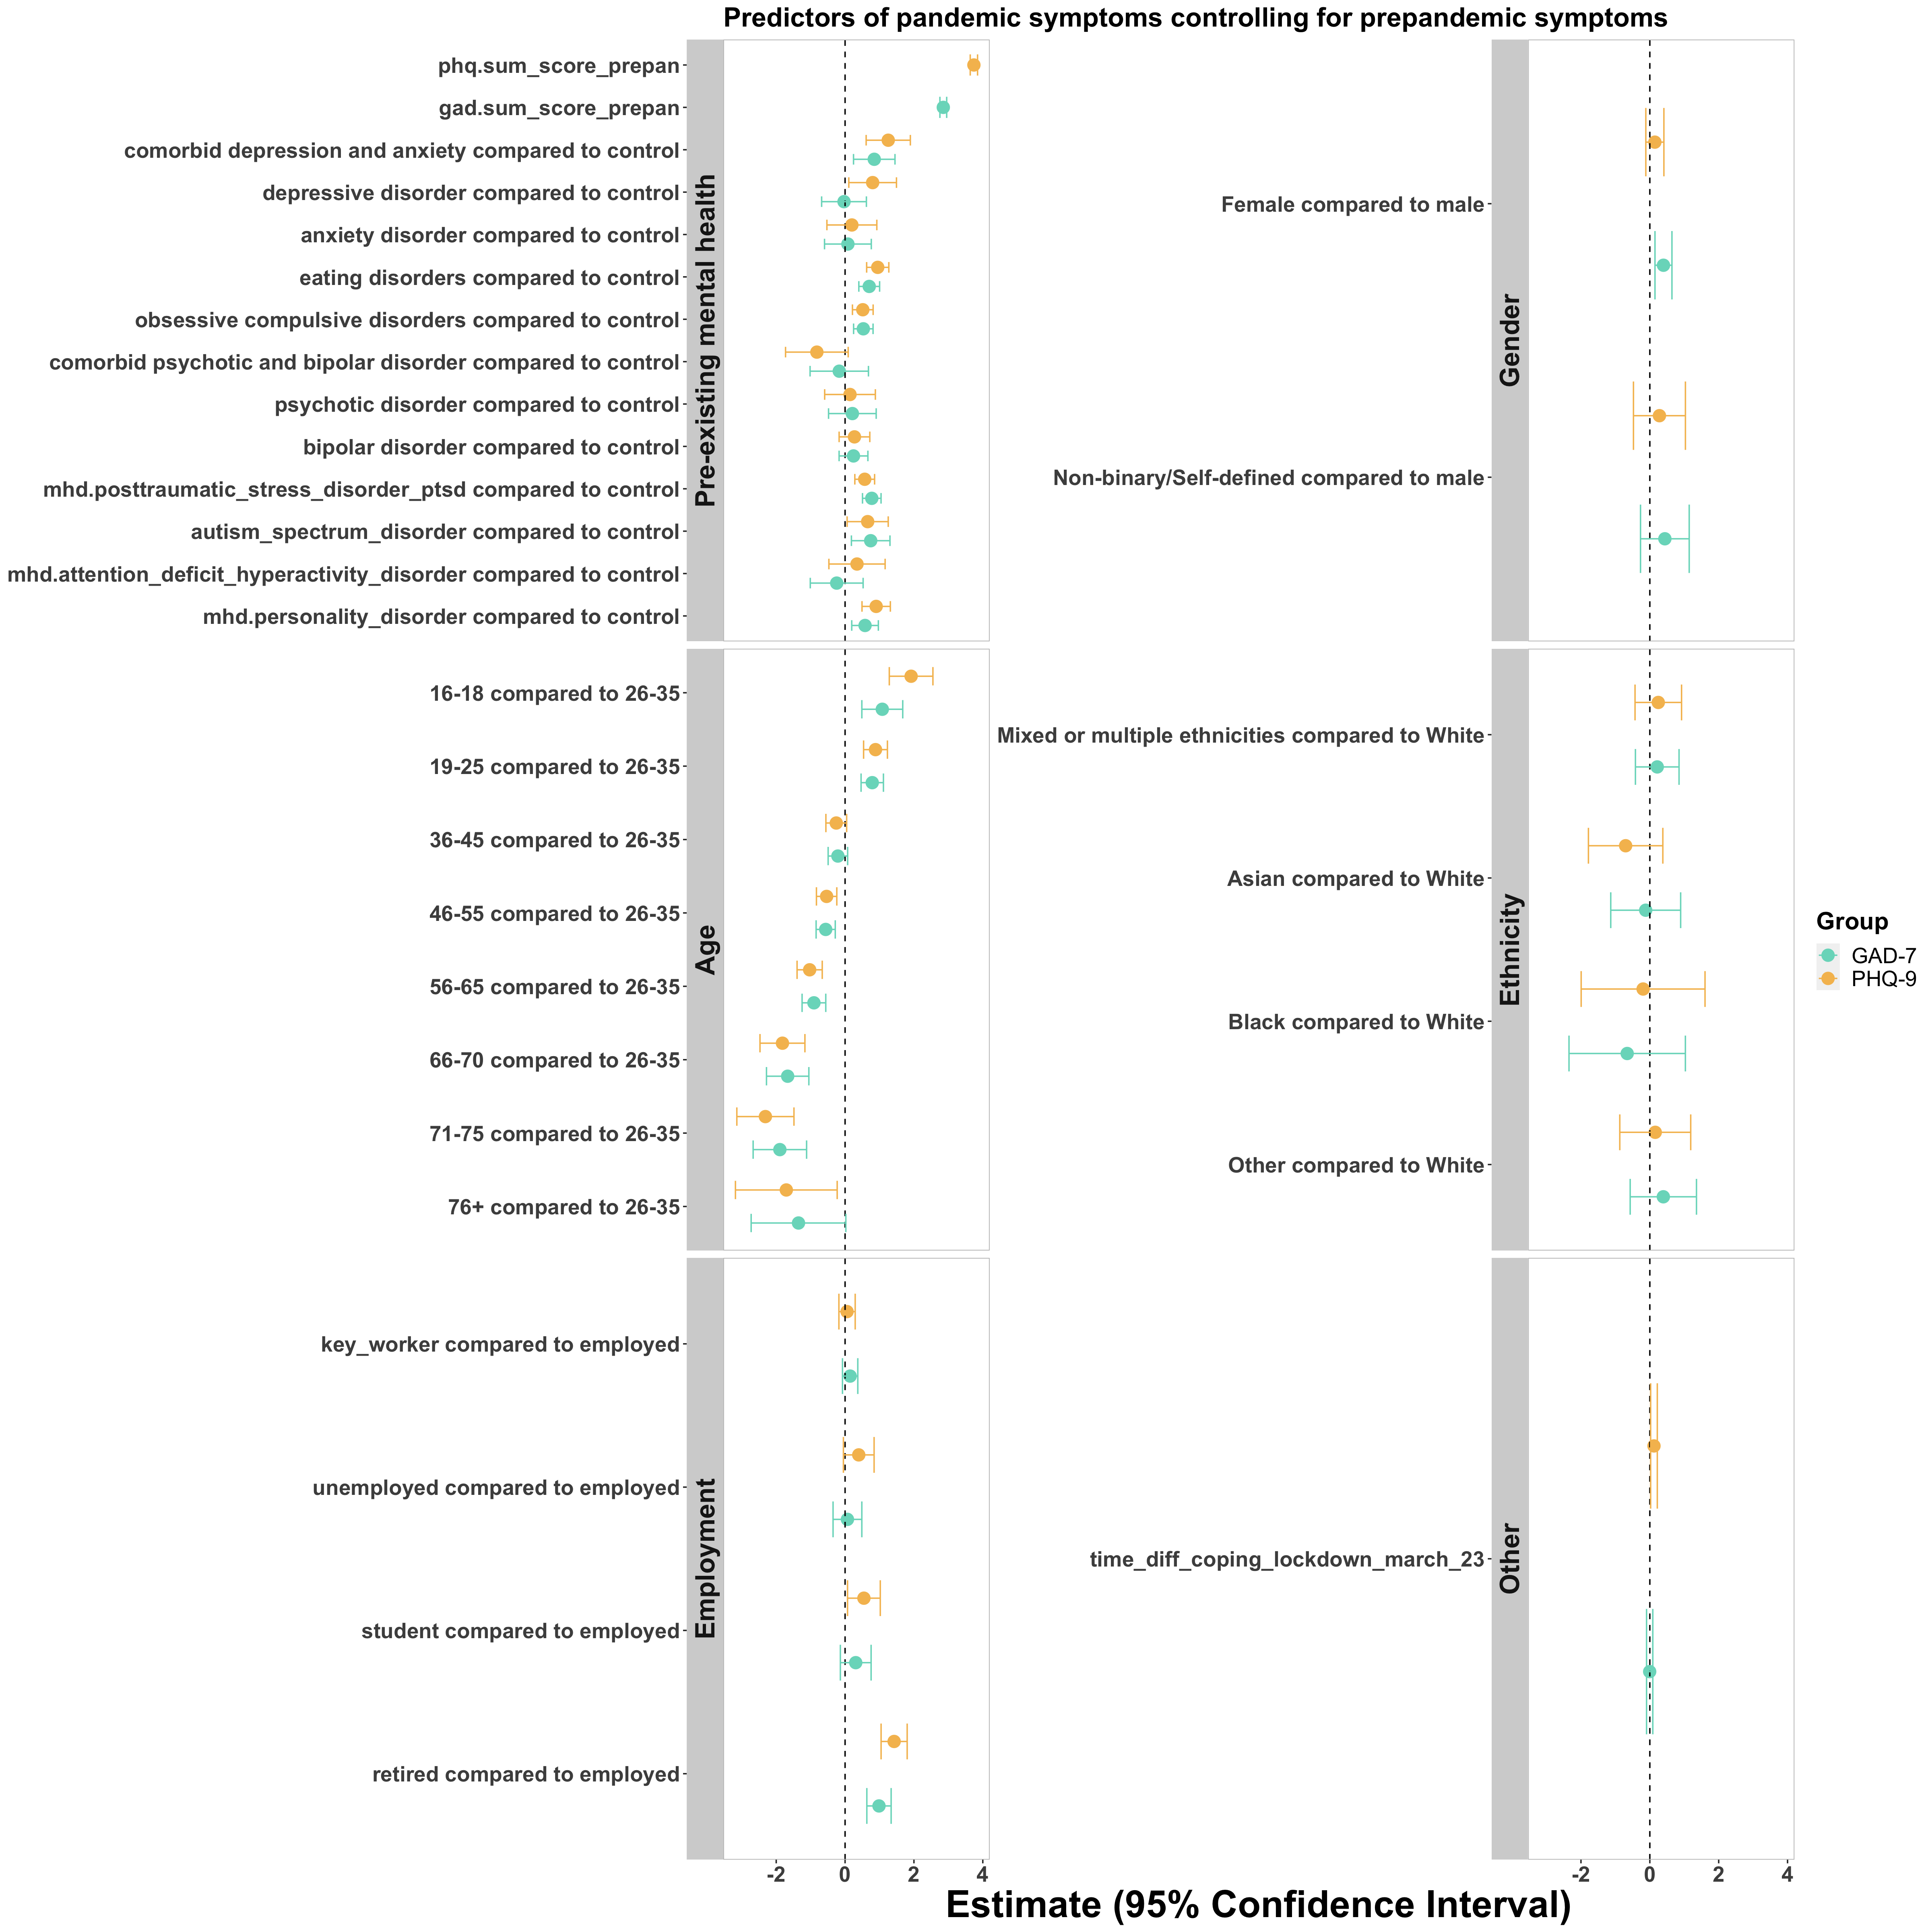 Predictors of pandemic symptoms controlling for prepandemic symptoms
Pre-existing mental health
phq.sum_score_prepan
gad.sum_score_prepan
comorbid depression and anxiety compared to control
depressive disorder compared to control
anxiety disorder compared to control
eating disorders compared to control
obsessive compulsive disorders compared to control
comorbid psychotic and bipolar disorder compared to control
psychotic disorder compared to control
bipolar disorder compared to control
mhd.posttraumatic_stress_disorder_ptsd compared to control
autism_spectrum_disorder compared to control
mhd.attention_deficit_hyperactivity_disorder compared to control
mhd.personality_disorder compared to control
Gender
Female compared to male
Non-binary/Self-defined compared to male
Age
16-18 compared to 26-35
19-25 compared to 26-35
36-45 compared to 26-35
46-55 compared to 26-35
56-65 compared to 26-35
66-70 compared to 26-35
71-75 compared to 26-35
76+ compared to 26-35
Ethnicity
Mixed or multiple ethnicities compared to White
Asian compared to White
Black compared to White
Other compared to White
Employment
key_worker compared to employed
unemployed compared to employed
student compared to employed
retired compared to employed
Other
time_diff_coping_lockdown_march_23
-2 0 2 4
-2 0 2 4
Estimate (95% Confidence Interval)
Group
GAD-7
PHQ-9